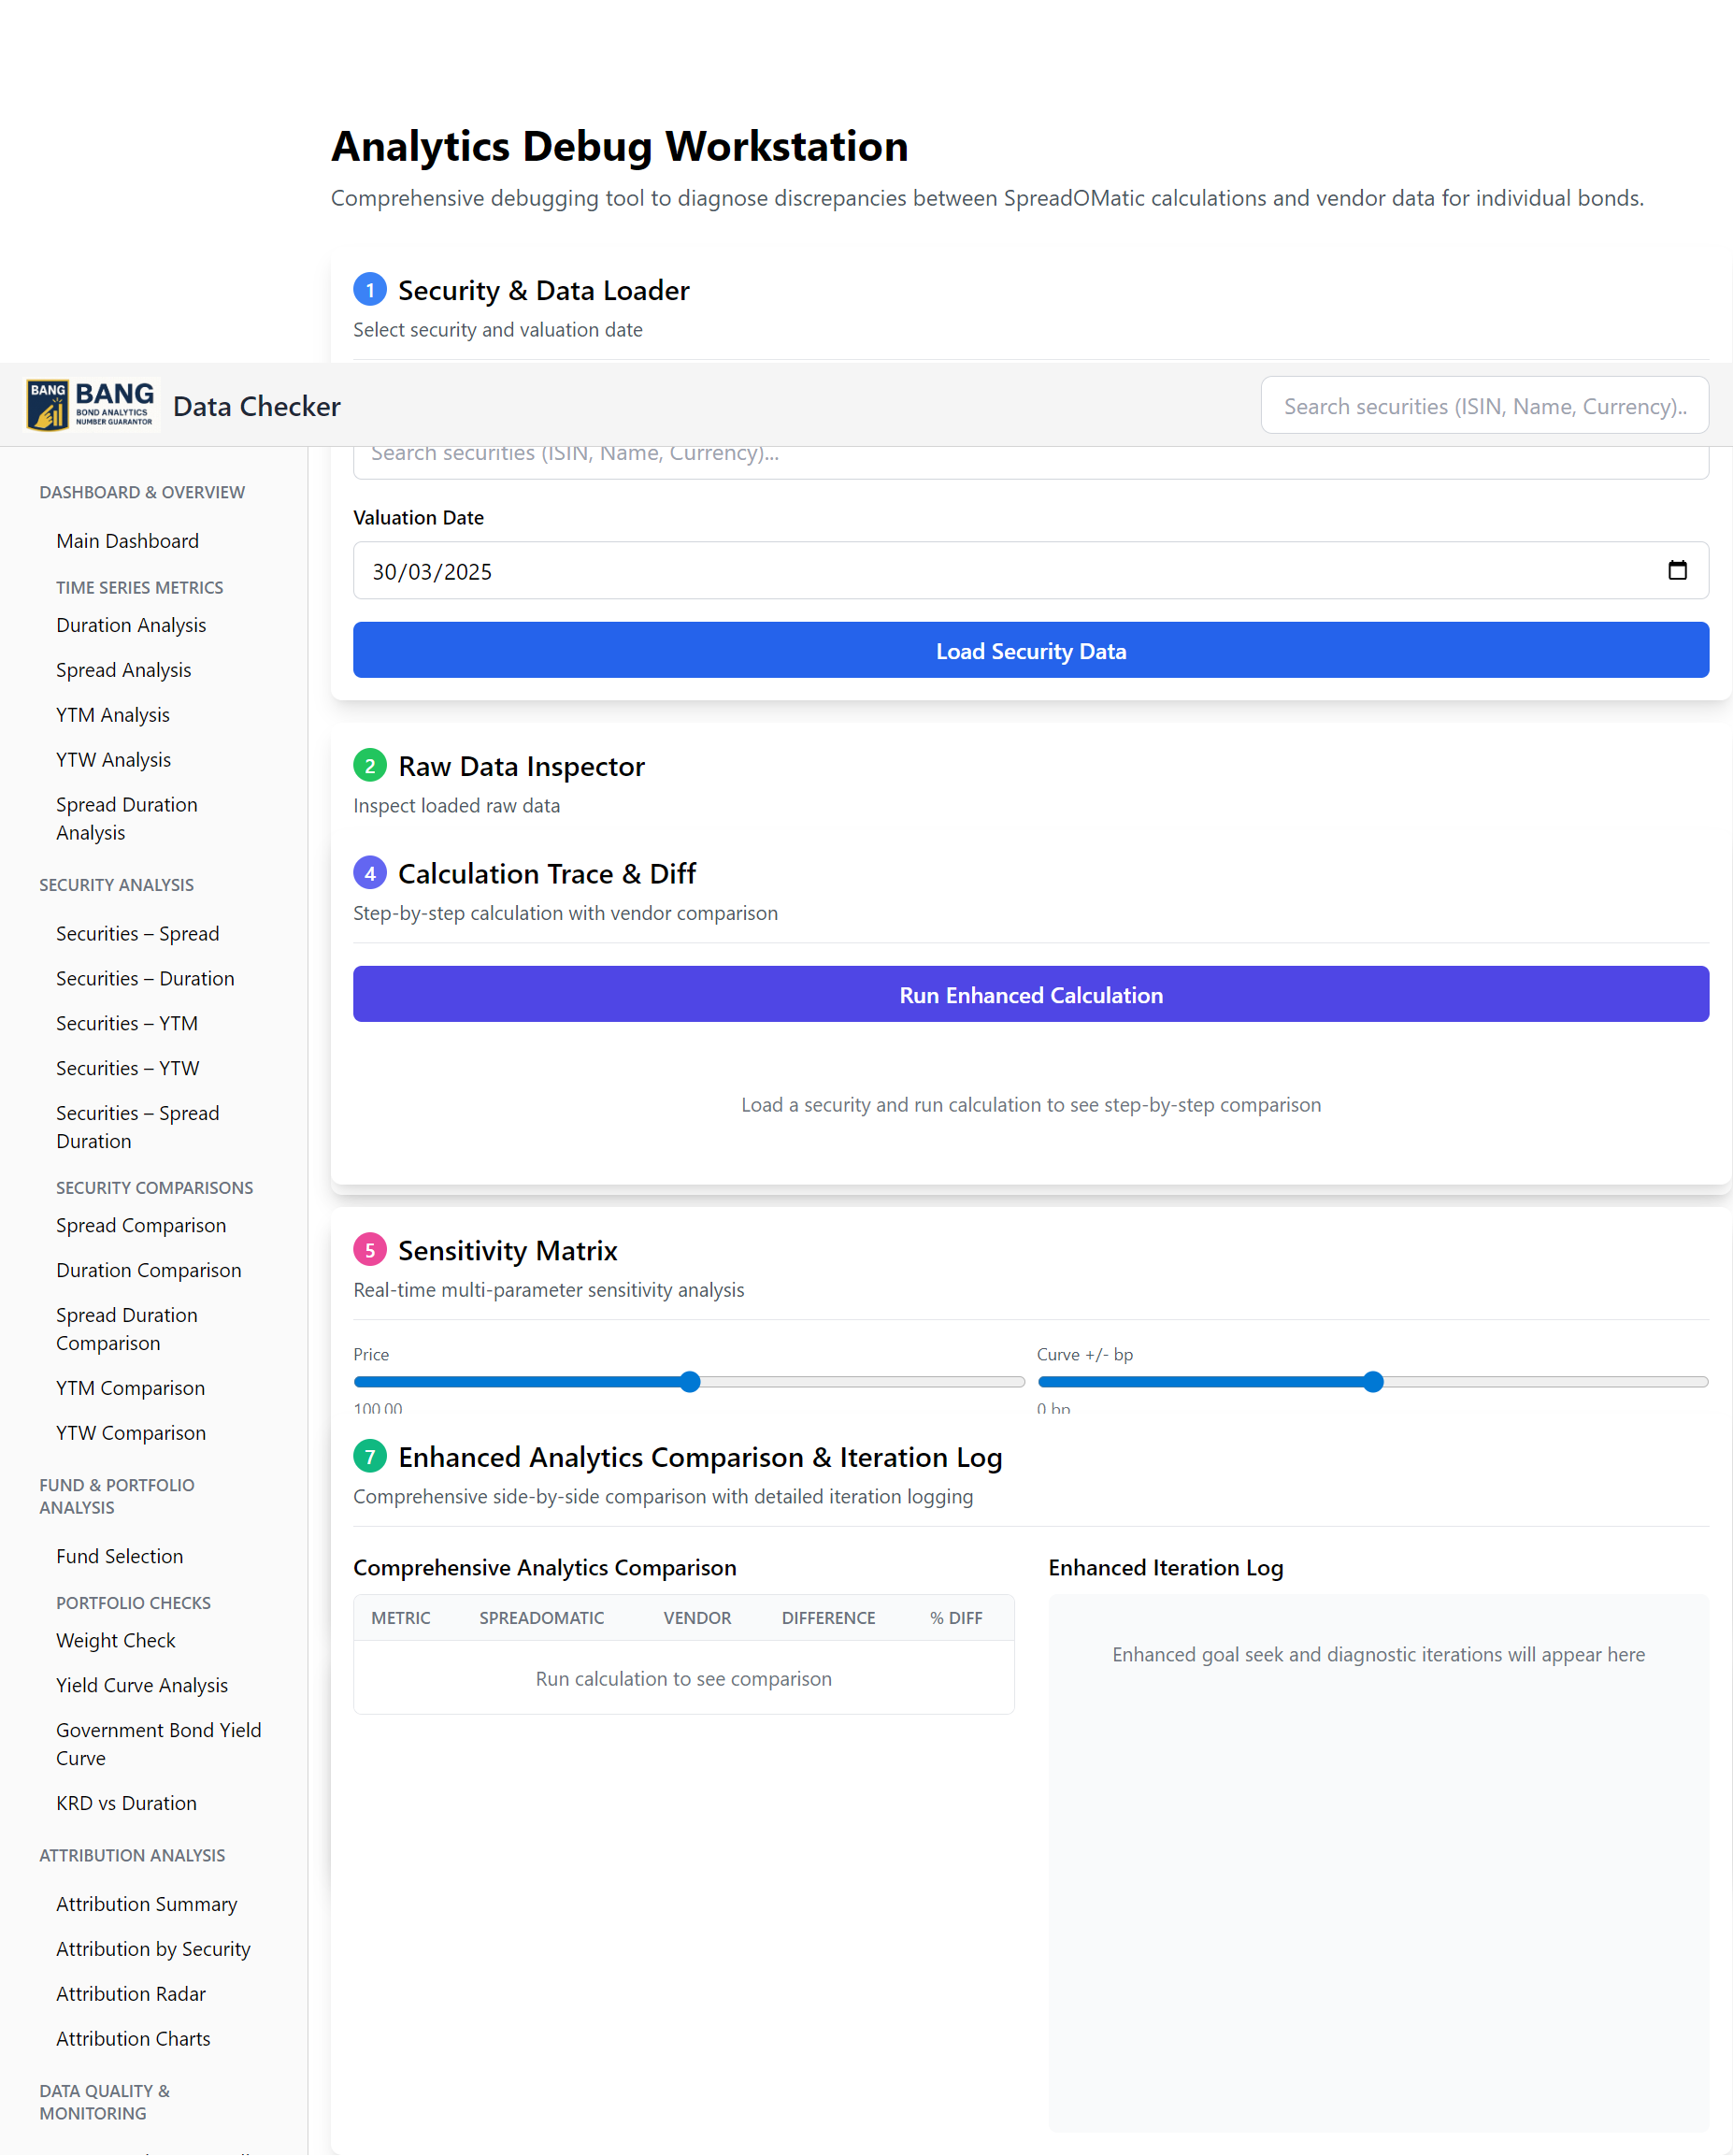 Analytics Debug Workstation
Comprehensive debugging tool to diagnose discrepancies between SpreadOMatic calculations and vendor data for individual bonds.
1 Security & Data Loader
Select security and valuation date
BANG BANG
BOND ANALYTICS
NUMBER GUARANTOR
Data Checker
Search securities (ISIN, Name, Currency)..
Search securities (ISIN, Name, Currency)...
Valuation Date
30/03/2025
Load Security Data
2 Raw Data Inspector
Inspect loaded raw data
4 Calculation Trace & Diff
Step-by-step calculation with vendor comparison
Run Enhanced Calculation
Load a security and run calculation to see step-by-step comparison
5 Sensitivity Matrix
Real-time multi-parameter sensitivity analysis
Price
Curve +/- bp
100.00
0 bp
7 Enhanced Analytics Comparison & Iteration Log
Comprehensive side-by-side comparison with detailed iteration logging
Comprehensive Analytics Comparison
METRIC SPREADOMATIC VENDOR DIFFERENCE % DIFF
Run calculation to see comparison
Enhanced Iteration Log
Enhanced goal seek and diagnostic iterations will appear here
DASHBOARD & OVERVIEW
Main Dashboard
TIME SERIES METRICS
Duration Analysis
Spread Analysis
YTM Analysis
YTW Analysis
Spread Duration
Analysis
SECURITY ANALYSIS
Securities – Spread
Securities – Duration
Securities – YTM
Securities – YTW
Securities – Spread
Duration
SECURITY COMPARISONS
Spread Comparison
Duration Comparison
Spread Duration
Comparison
YTM Comparison
YTW Comparison
FUND & PORTFOLIO
ANALYSIS
Fund Selection
PORTFOLIO CHECKS
Weight Check
Yield Curve Analysis
Government Bond Yield
Curve
KRD vs Duration
ATTRIBUTION ANALYSIS
Attribution Summary
Attribution by Security
Attribution Radar
Attribution Charts
DATA QUALITY &
MONITORING